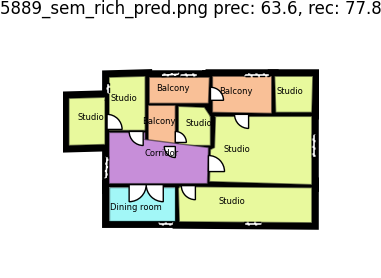 5889_sem_rich_pred.png prec: 63.6, rec: 77.8
Balcony
Studio
Balcony
Studio
Studio
Balcony
Studio
Corridor
Studio
Dining room
Studio